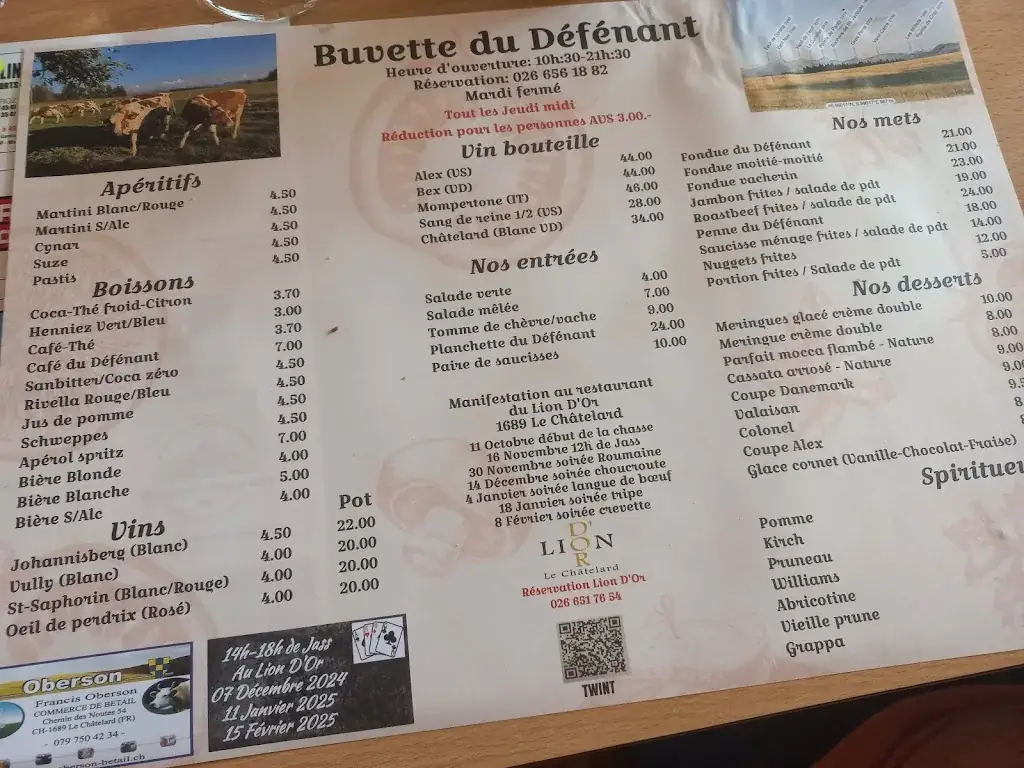 Buvette du Défénant
Heure d'ouverture: 10h:30-21h:30
Réservation: 026 656 18 82
Mardi fermé
Tout les Jeudi midi
Réduction pour les personnes AVS 3.00.-
Apéritifs
Martini Blanc/Rouge 4.50
Martini S/Alc 4.50
Cynar 4.50
Suze 4.50
Pastis 4.50
Boissons
Coca-Thé froid-Citron 3.70
Henniez Vert/Bleu 3.00
Café-Thé 3.70
Café du Défénant 7.00
Sanbitter/Coca zéro 4.50
Rivella Rouge/Bleu 4.50
Jus de pomme 4.50
Schweppes 4.50
Apérol spritz 7.00
Bière Blonde 4.00
Bière Blanche 5.00
Bière S/Alc 4.00
Vins Pot
Johannisberg (Blanc) 4.50 22.00
Vully (Blanc) 4.00 20.00
St-Saphorin (Blanc/Rouge) 4.00 20.00
Oeil de perdrix (Rosé) 4.00 20.00
Oberson
Francis Oberson
COMMERCE DE BETAIL
Chemin des Noutes 54
CH-1689 Le Châtelard (FR)
- 079 750 42 34 -
oberson-betail.ch
14h-18h de Jass
Au Lion D'Or
07 Décembre 2024
11 Janvier 2025
15 Février 2025
Vin bouteille
Alex (VS) 44.00
Bex (VD) 44.00
Mompertone (IT) 46.00
Sang de reine 1/2 (VS) 28.00
Châtelard (Blanc VD) 34.00
Nos entrées
Salade verte 4.00
Salade mêlée 7.00
Tomme de chèvre/vache 9.00
Planchette du Défénant 24.00
Paire de saucisses 10.00
Manifestation au restaurant
du Lion D'Or
1689 Le Châtelard
11 Octobre début de la chasse
16 Novembre 12h de Jass
30 Novembre soirée Roumaine
14 Décembre soirée choucroute
4 Janvier soirée langue de bœuf
18 Janvier soirée tripe
8 Février soirée crevette
LION D'OR
Le Châtelard
Réservation Lion D'Or
026 651 76 54
TWINT
Nos mets
Fondue du Défénant 21.00
Fondue moitié-moitié 21.00
Fondue vacherin 23.00
Jambon frites / salade de pdt 19.00
Roastbeef frites / salade de pdt 24.00
Penne du Défénant 18.00
Saucisse ménage frites / salade de pdt 14.00
Nuggets frites 12.00
Portion frites / Salade de pdt 5.00
Nos desserts
Meringues glacé crème double 10.00
Meringue crème double 8.00
Parfait mocca flambé - Nature 8.00
Cassata arrosé - Nature 9.00
Coupe Danemark 9.0
Valaisan 9.5
Colonel 8
Coupe Alex
Glace cornet (Vanille-Chocolat-Fraise)
Spiritueu
Pomme
Kirch
Pruneau
Williams
Abricotine
Vieille prune
Grappa